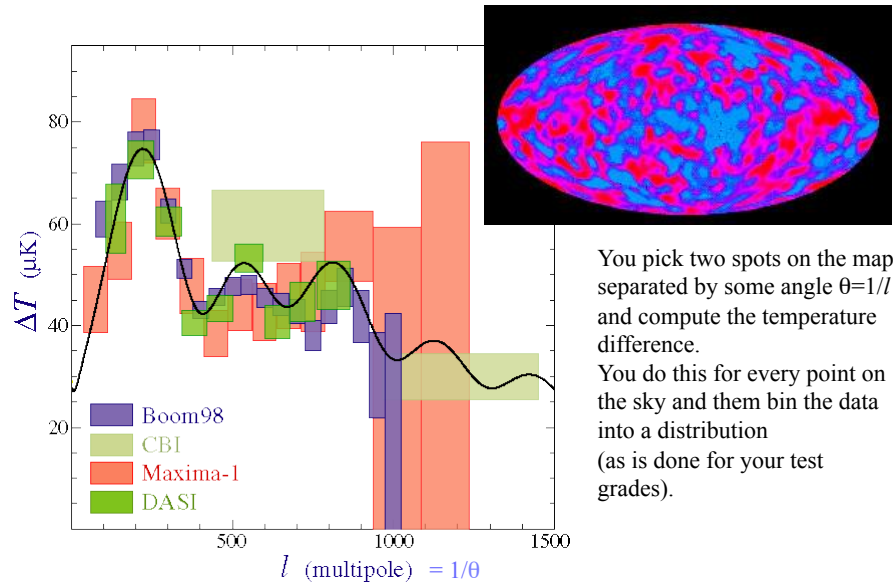 80
60
40
20
ΔT (μK)
Boom98
CBI
Maxima-1
DASI
500
1000
1500
l (multipole) = 1/θ
You pick two spots on the map
separated by some angle θ=1/l
and compute the temperature
difference.
You do this for every point on
the sky and them bin the data
into a distribution
(as is done for your test
grades).